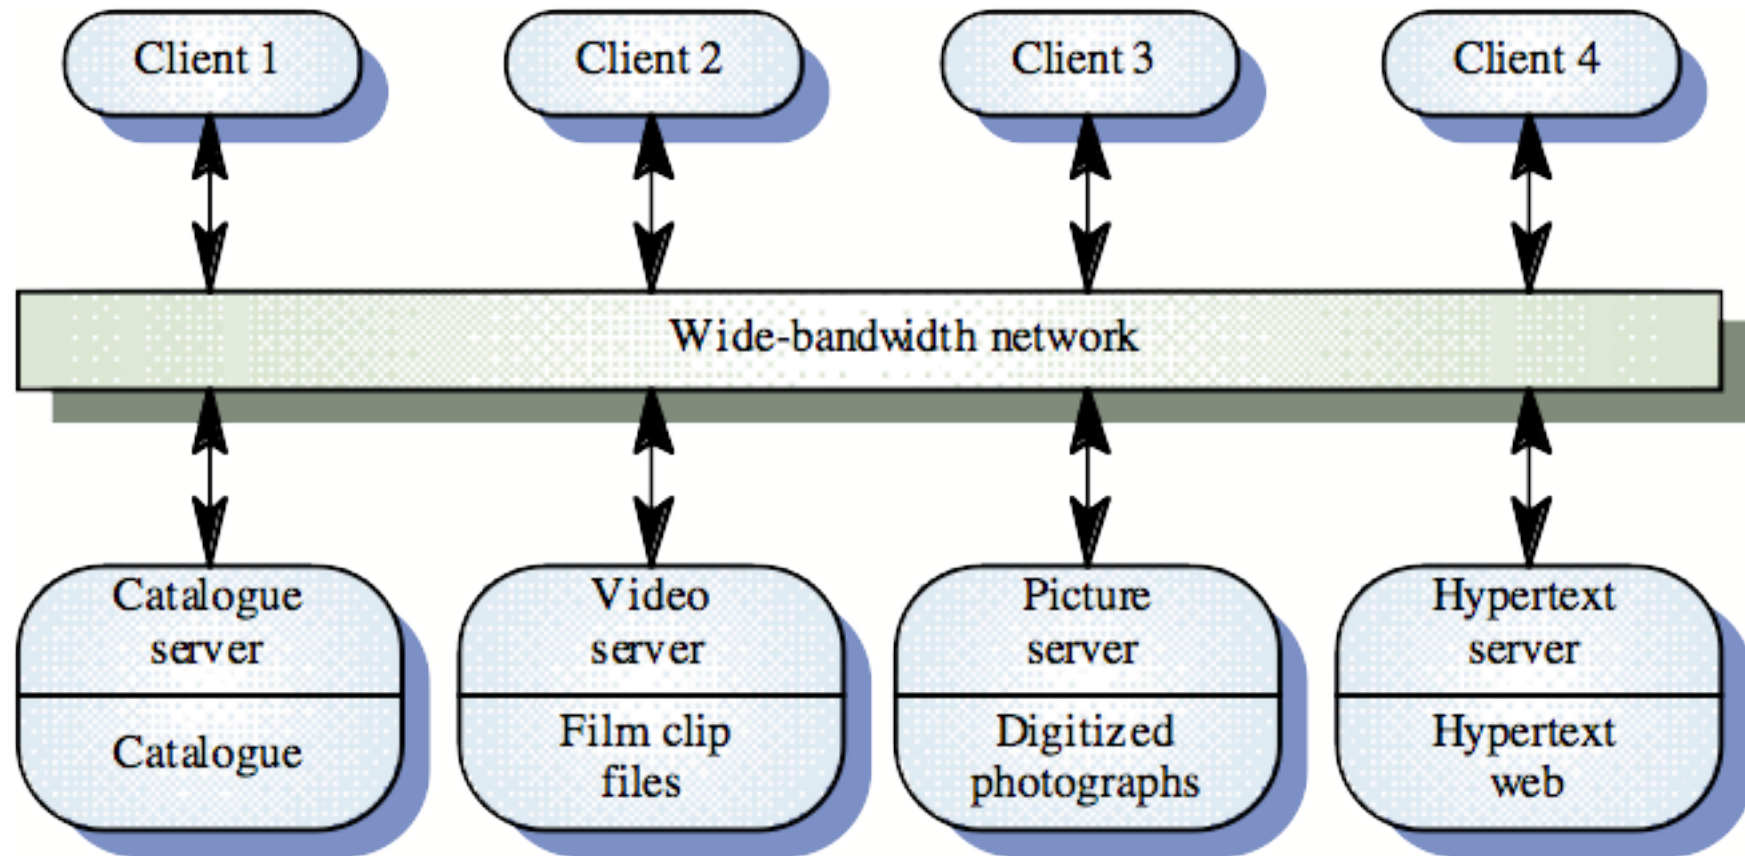 Client 1
Client 2
Client 3
Client 4
Wide-bandwidth network
Catalogue
server
Catalogue
Video
server
Film clip
files
Picture
server
Digitized
photographs
Hypertext
server
Hypertext
web